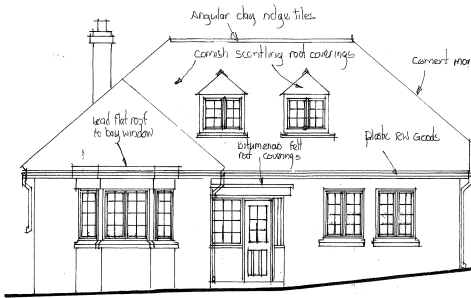 Angular clay ridge tiles
Cornish scantling roof coverings
Cement mor
Lead flat roof
to bay window
bitumenous felt
roof coverings
plastic RW Goods